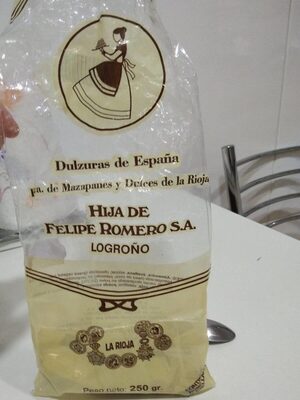 Dulzuras de España
pa. de Mazapanes y Dulces de la Rioja
HIJA DE
FELIPE ROMERO S.A.
LOGROÑO
LA RIOJA
Peso neto: 250 gr.